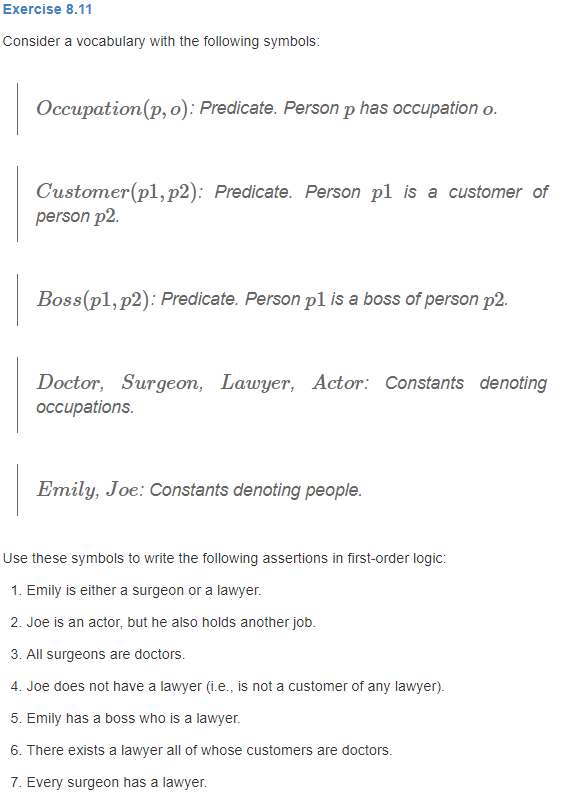 Exercise 8.11
Consider a vocabulary with the following symbols:
Occupation(p, o): Predicate. Person p has occupation o.
Customer(p1, p2): Predicate. Person p1 is a customer of
person p2.
Boss(p1, p2): Predicate. Person p1 is a boss of person p2.
Doctor, Surgeon, Lawyer, Actor: Constants denoting
occupations.
Emily, Joe: Constants denoting people.
Use these symbols to write the following assertions in first-order logic:
1. Emily is either a surgeon or a lawyer.
2. Joe is an actor, but he also holds another job.
3. All surgeons are doctors.
4. Joe does not have a lawyer (i.e., is not a customer of any lawyer).
5. Emily has a boss who is a lawyer.
6. There exists a lawyer all of whose customers are doctors.
7. Every surgeon has a lawyer.